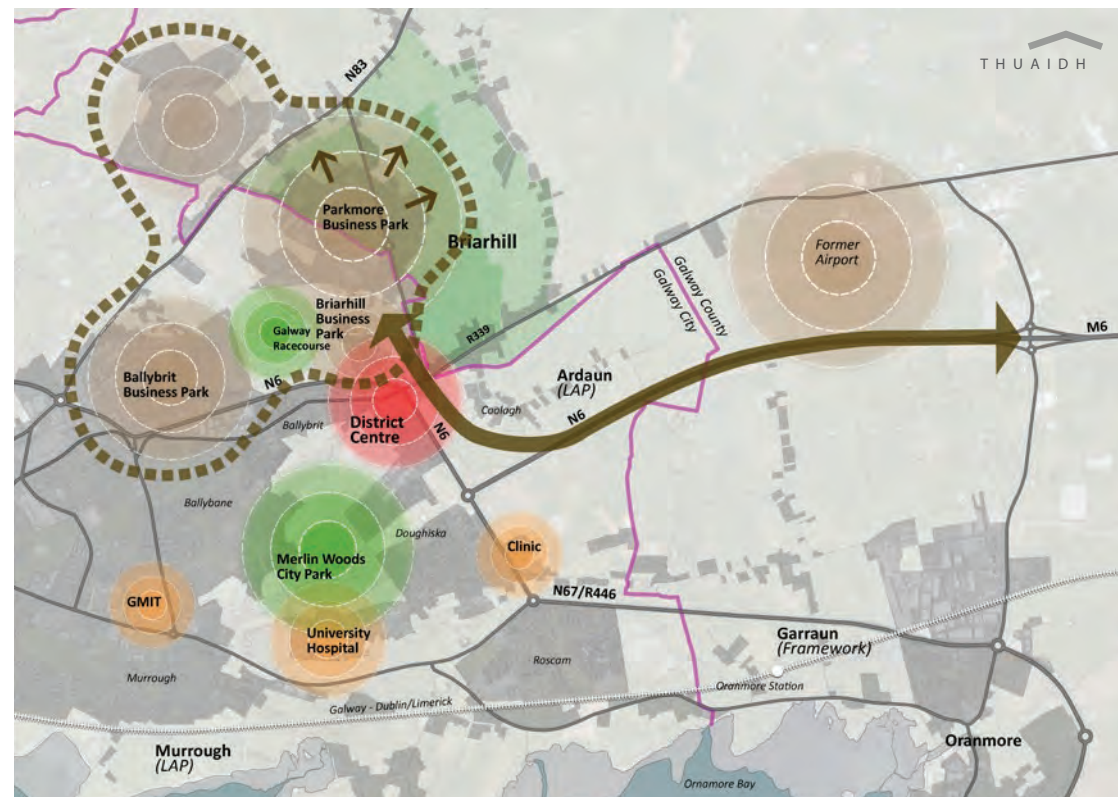 THUAIDH
N83
Parkmore
Business Park
Briarhill
Former
Airport
Galway County
Galway City
Briarhill
Business
Park
Galway
Racecourse
R339
M6
Ballybrit
Business Park
N6
Ardaun
(LAP)
Caolagh
N6
District
Centre
N6
Ballybrit
Ballybane
Doughiska
Merlin Woods
City Park
Clinic
GMIT
N67/R446
University
Hospital
Garraun
(Framework)
Roscam
Murrough
Oranmore Station
Galway - Dublin/Limerick
Murrough
(LAP)
Oranmore
Ornamore Bay